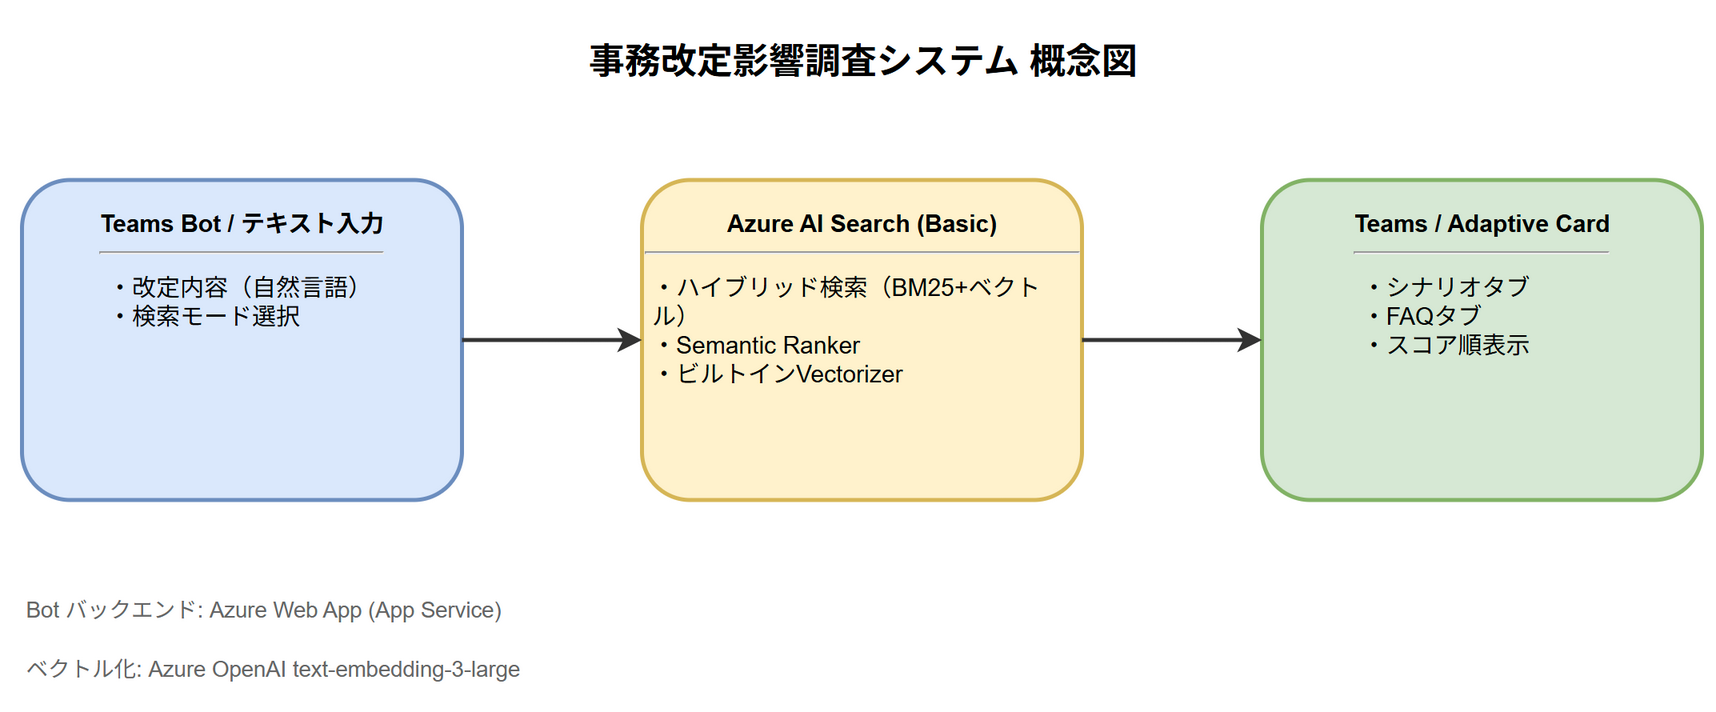 事務改定影響調査システム 概念図
Teams Bot / テキスト入力
・改定内容（自然言語）
・検索モード選択
Azure AI Search (Basic)
・ハイブリッド検索（BM25+ベクト
ル）
・Semantic Ranker
・ビルトインVectorizer
Teams / Adaptive Card
・シナリオタブ
・FAQタブ
・スコア順表示
Bot バックエンド: Azure Web App (App Service)
ベクトル化: Azure OpenAI text-embedding-3-large